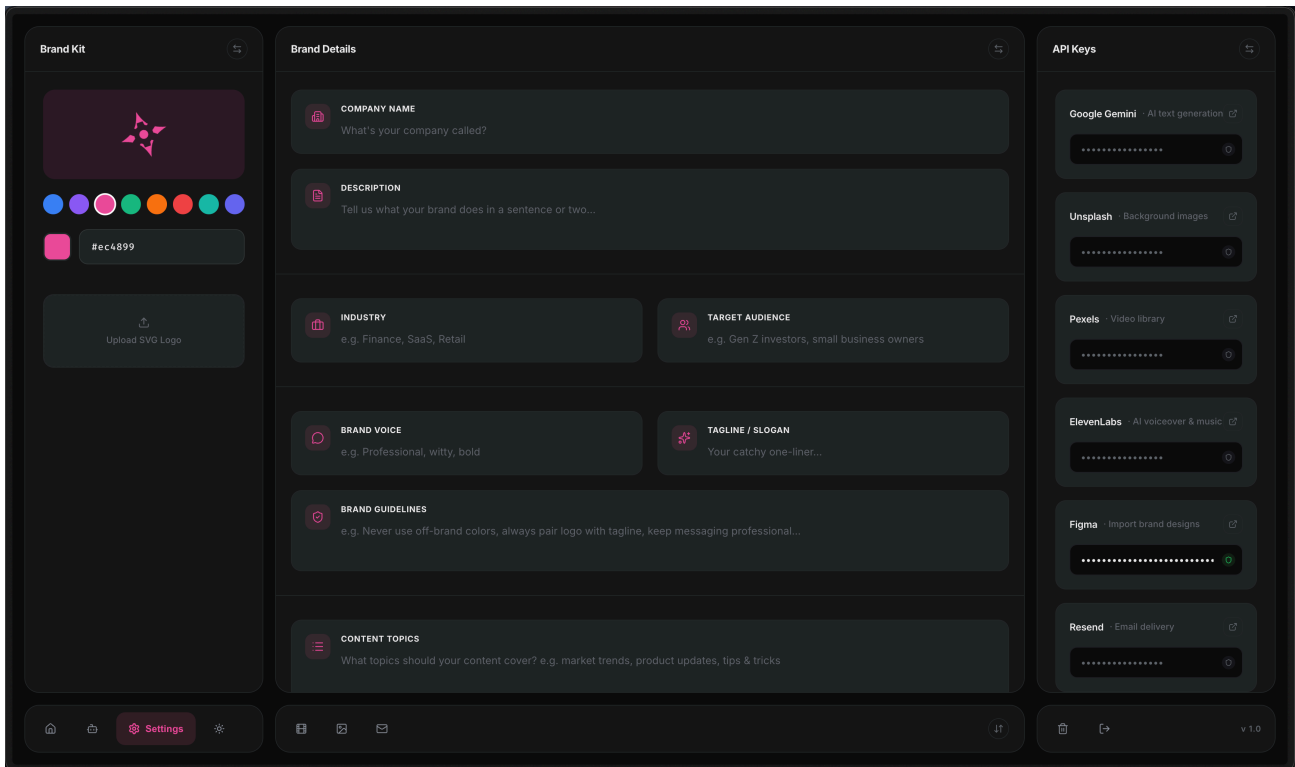 Brand Kit
#ec4899
Upload SVG Logo
Brand Details
COMPANY NAME
What's your company called?
DESCRIPTION
Tell us what your brand does in a sentence or two...
INDUSTRY
e.g. Finance, SaaS, Retail
TARGET AUDIENCE
e.g. Gen Z investors, small business owners
BRAND VOICE
e.g. Professional, witty, bold
TAGLINE / SLOGAN
Your catchy one-liner...
BRAND GUIDELINES
e.g. Never use off-brand colors, always pair logo with tagline, keep messaging professional...
CONTENT TOPICS
What topics should your content cover? e.g. market trends, product updates, tips & tricks
API Keys
Google Gemini · AI text generation
Unsplash · Background images
Pexels · Video library
ElevenLabs · AI voiceover & music
Figma · Import brand designs
Resend · Email delivery
Settings
v 1.0